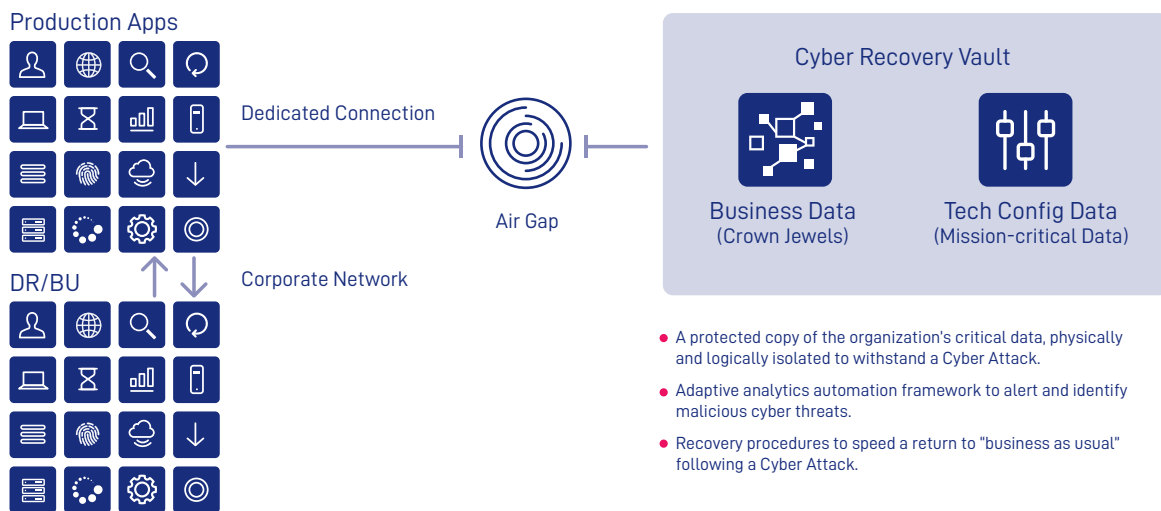 Production Apps
Dedicated Connection
Air Gap
Corporate Network
DR/BU
Cyber Recovery Vault
Business Data
(Crown Jewels)
Tech Config Data
(Mission-critical Data)
A protected copy of the organization's critical data, physically
and logically isolated to withstand a Cyber Attack.
Adaptive analytics automation framework to alert and identify
malicious cyber threats.
Recovery procedures to speed a return to "business as usual"
following a Cyber Attack.